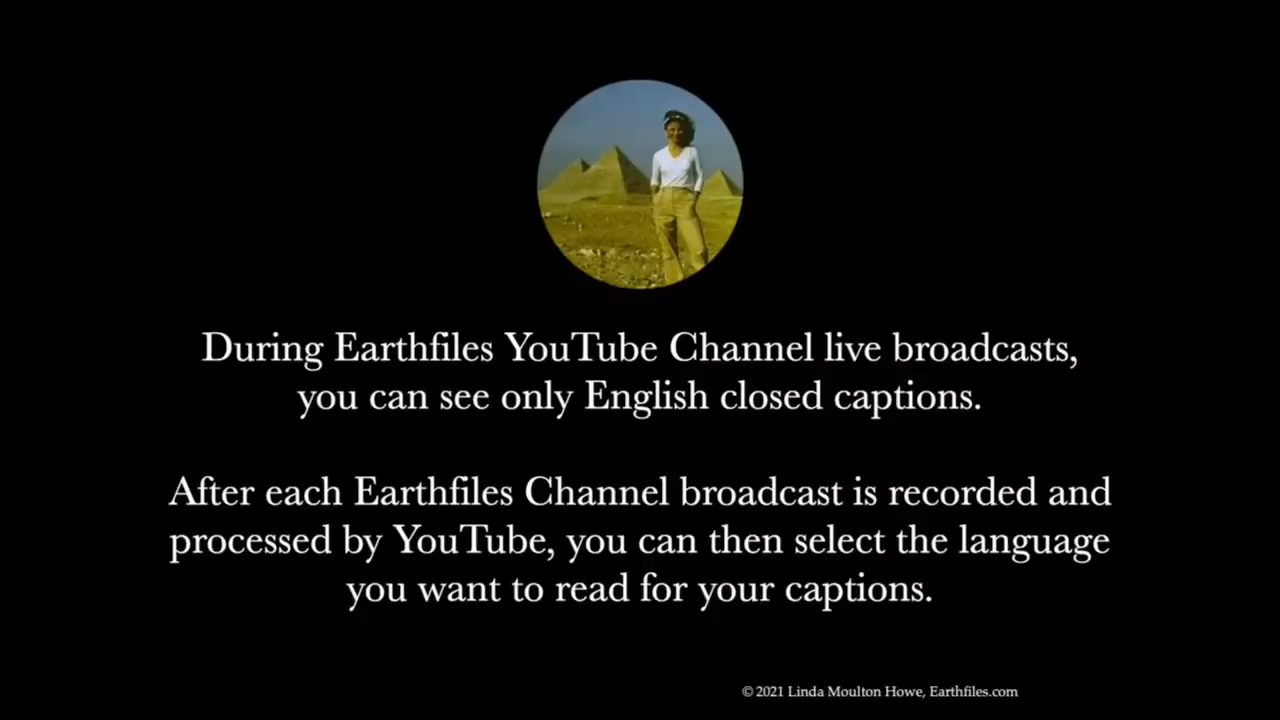 During Earthfiles YouTube Channel live broadcasts,
you can see only English closed captions.
After each Earthfiles Channel broadcast is recorded and
processed by YouTube, you can then select the language
you want to read for your captions.
© 2021 Linda Moulton Howe, Earthfiles.com